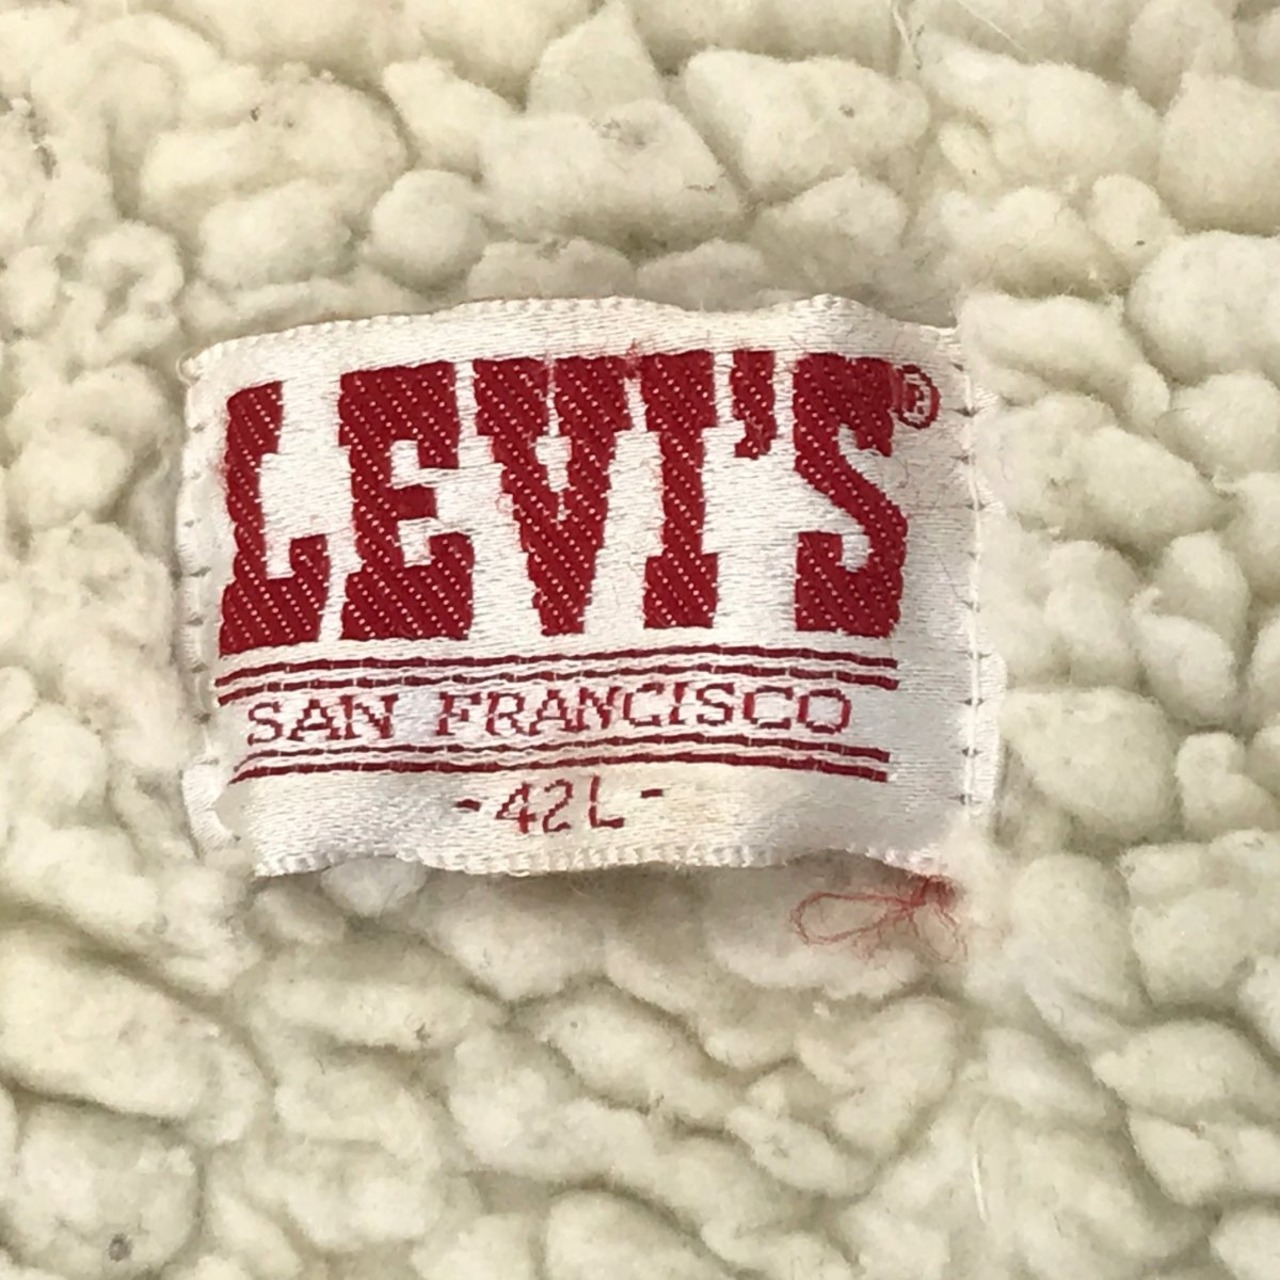 LEVI'S®
SAN FRANCISCO
-42L-